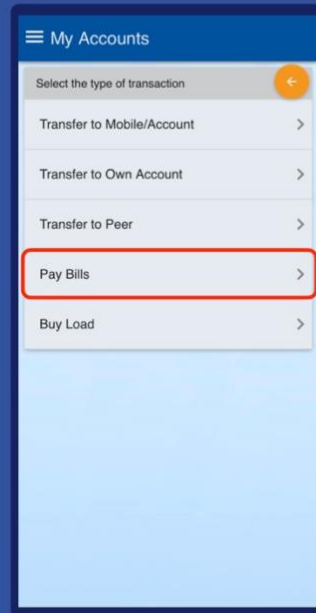 My Accounts
Select the type of transaction
Transfer to Mobile/Account
Transfer to Own Account
Transfer to Peer
Pay Bills
Buy Load